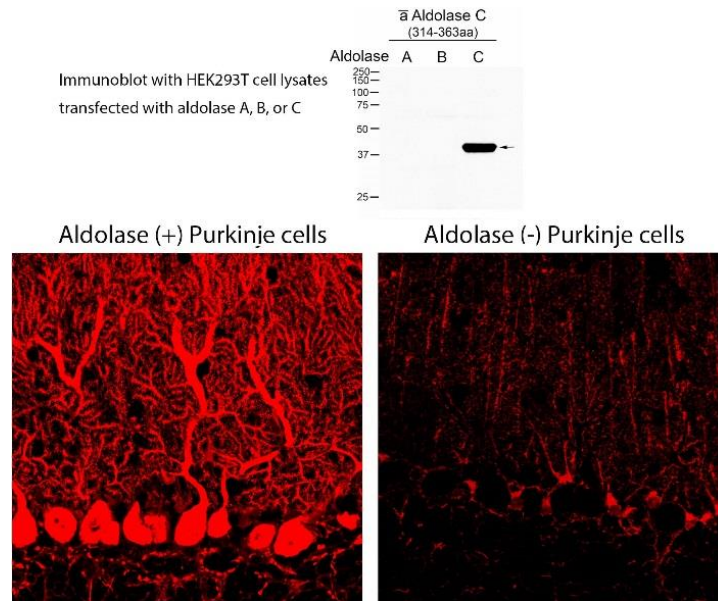 a̅ Aldolase C
(314-363aa)
Aldolase A B C
Immunoblot with HEK293T cell lysates
transfected with aldolase A, B, or C
250
150
100
75
50
37
25
Aldolase (+) Purkinje cells
Aldolase (-) Purkinje cells